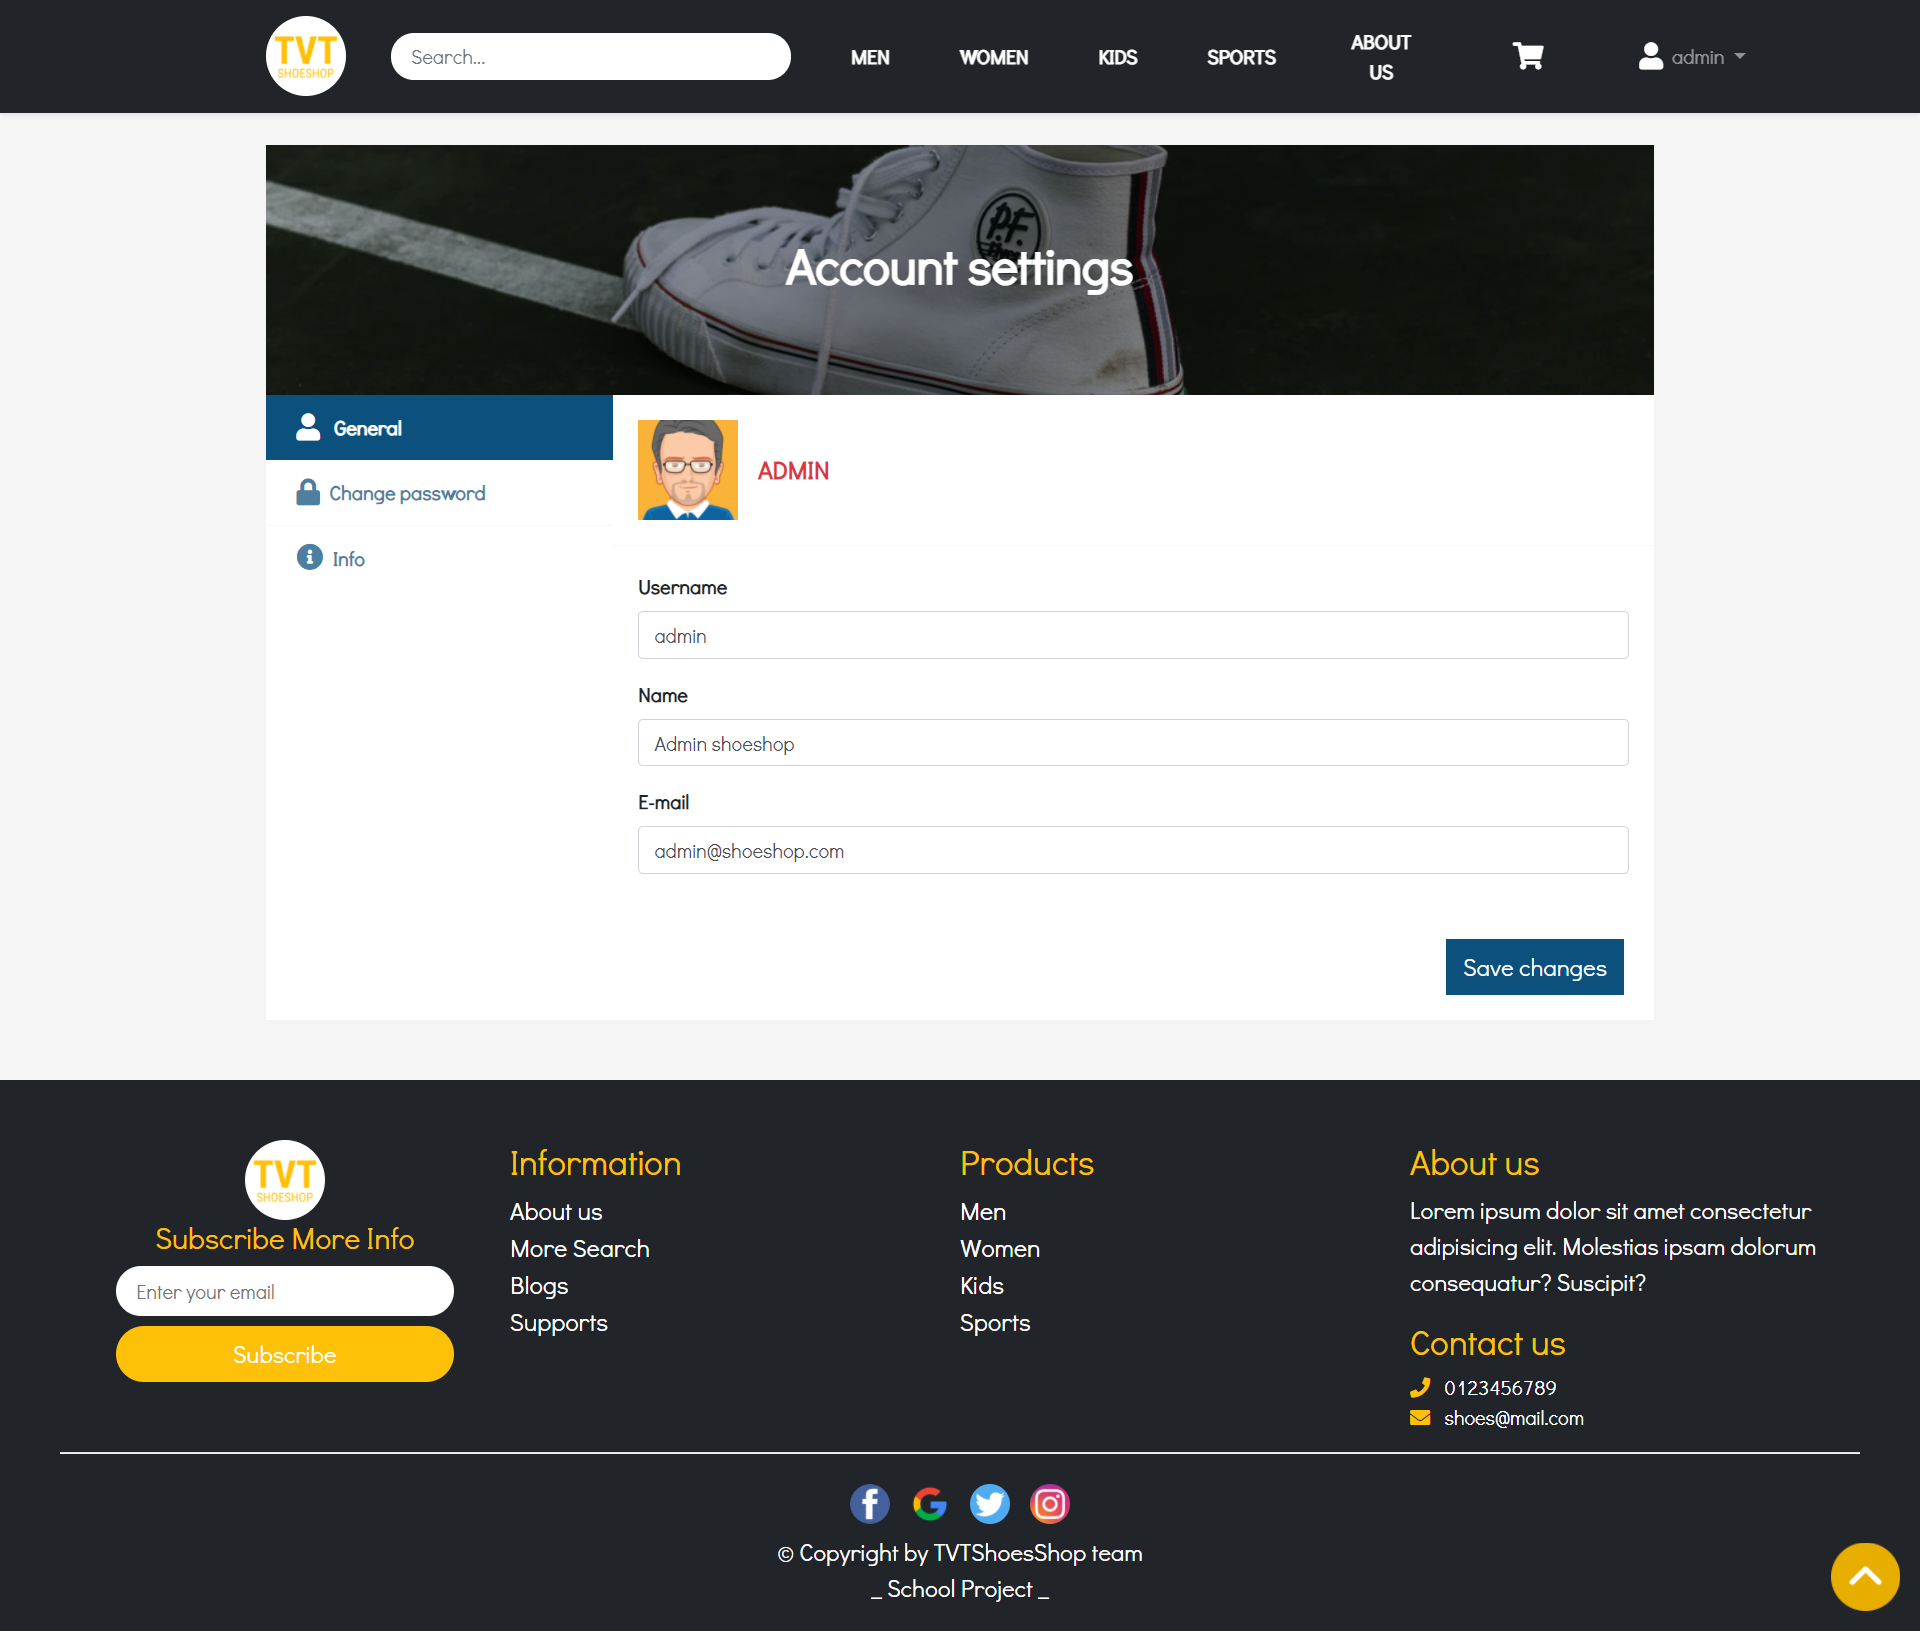 TVT
SHOESHOP
Search...
MEN
WOMEN
KIDS
SPORTS
ABOUT
US
admin
P.F.
Account settings
General
Change password
Info
ADMIN
Username
admin
Name
Admin shoeshop
E-mail
admin@shoeshop.com
Save changes
TVT
SHOESHOP
Subscribe More Info
Enter your email
Subscribe
Information
About us
More Search
Blogs
Supports
Products
Men
Women
Kids
Sports
About us
Lorem ipsum dolor sit amet consectetur
adipisicing elit. Molestias ipsam dolorum
consequatur? Suscipit?
Contact us
0123456789
shoes@mail.com
© Copyright by TVTShoesShop team
_ School Project _